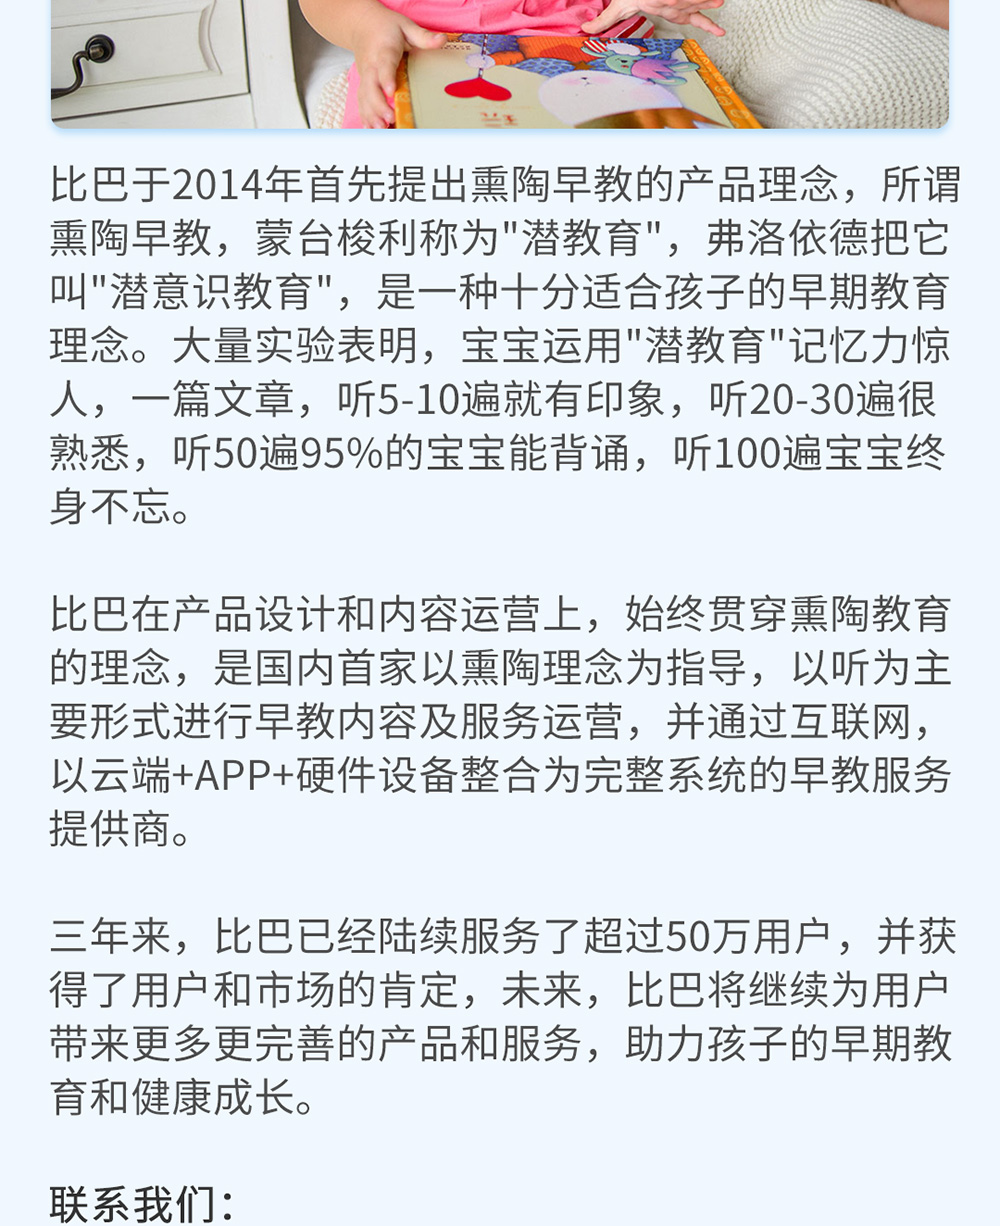 比巴于2014年首先提出熏陶早教的产品理念，所谓
熏陶早教，蒙台梭利称为"潜教育"，弗洛依德把它
叫"潜意识教育"，是一种十分适合孩子的早期教育
理念。大量实验表明，宝宝运用"潜教育"记忆力惊
人，一篇文章，听5-10遍就有印象，听20-30遍很
熟悉，听50遍95%的宝宝能背诵，听100遍宝宝终
身不忘。
比巴在产品设计和内容运营上，始终贯穿熏陶教育
的理念，是国内首家以熏陶理念为指导，以听为主
要形式进行早教内容及服务运营，并通过互联网，
以云端+APP+硬件设备整合为完整系统的早教服务
提供商。
三年来，比巴已经陆续服务了超过50万用户，并获
得了用户和市场的肯定，未来，比巴将继续为用户
带来更多更完善的产品和服务，助力孩子的早期教
育和健康成长。
联系我们：